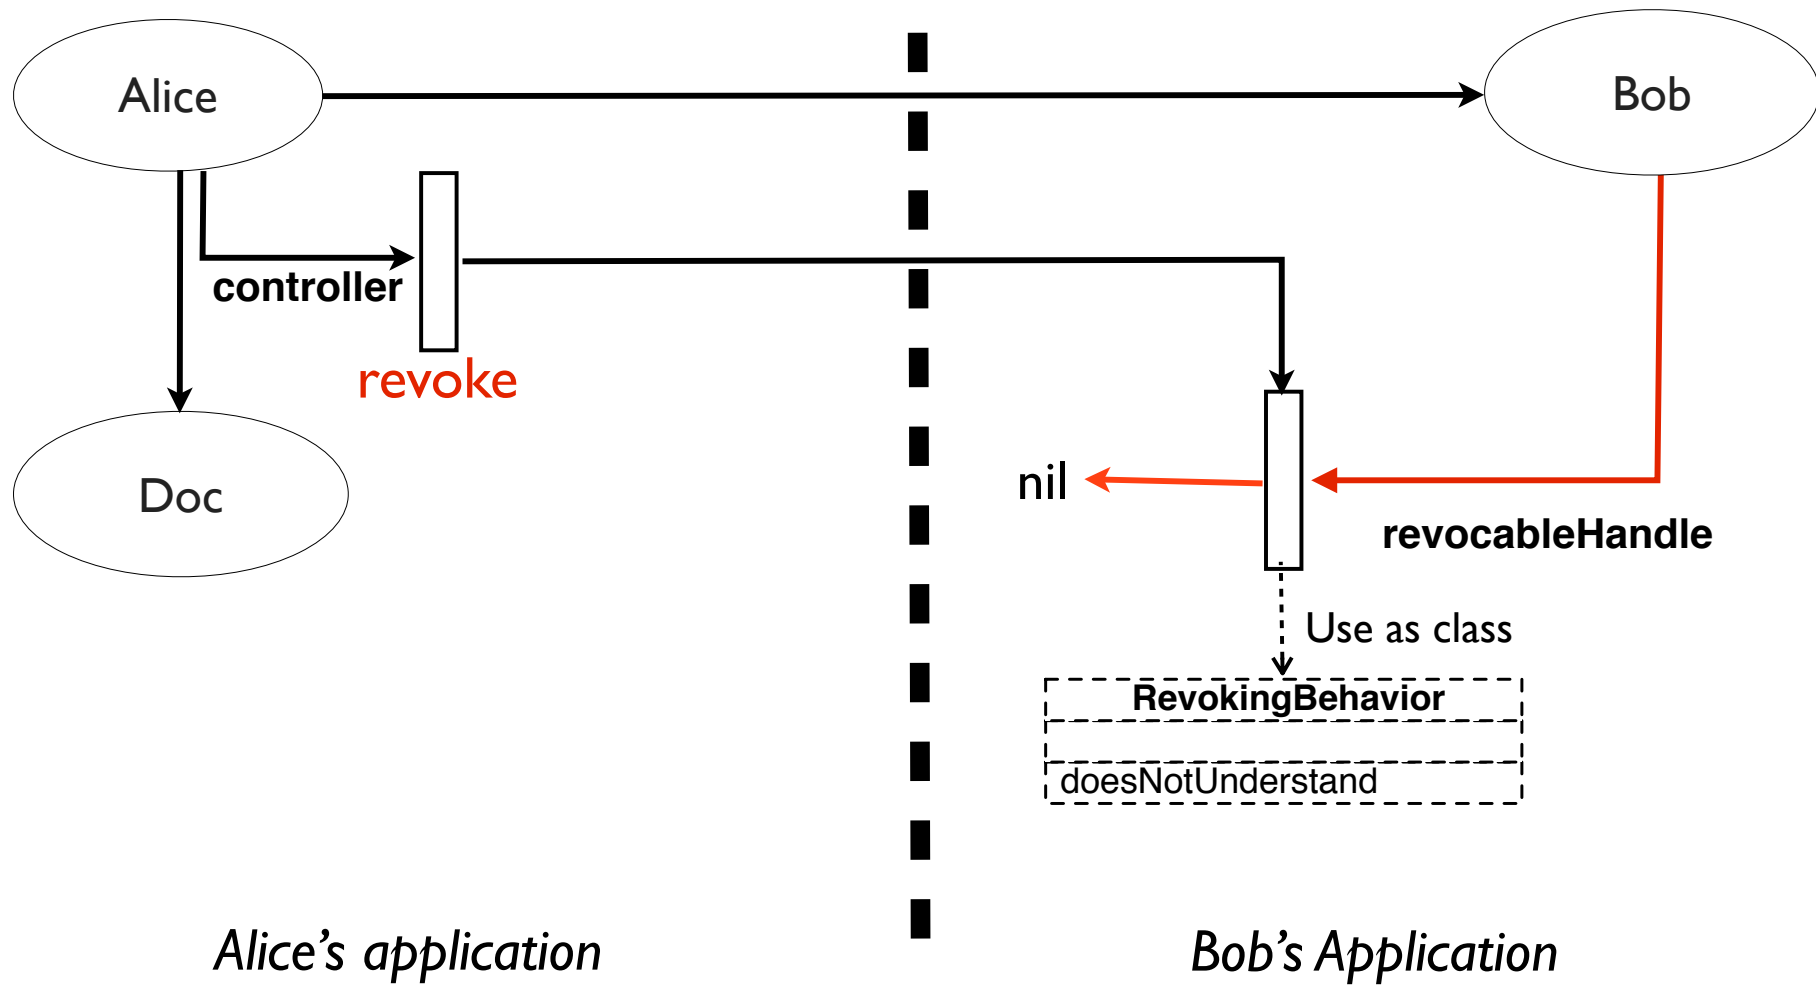 Alice
Bob
controller
revoke
Doc
nil
revocableHandle
Use as class
RevokingBehavior
doesNotUnderstand
Alice's application
Bob's Application